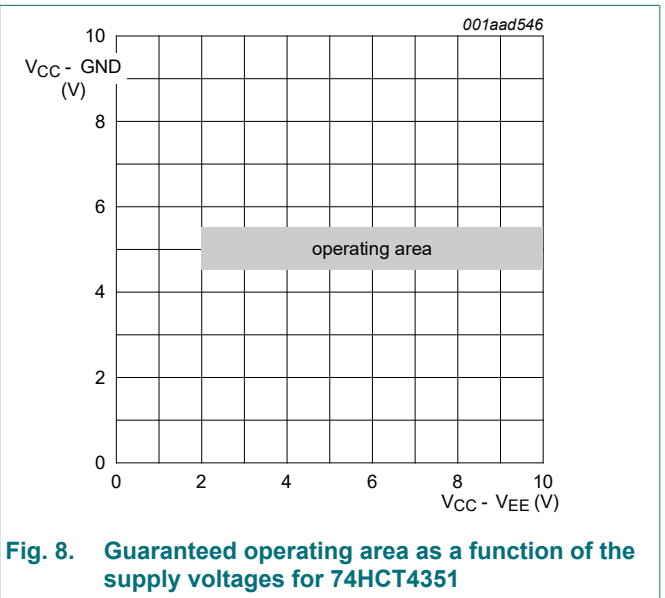 001aad546
10
VCC - GND
(V)
8
6
operating area
4
2
0
0 2 4 6 8 10
VCC - VEE (V)
Fig. 8. Guaranteed operating area as a function of the
supply voltages for 74HCT4351